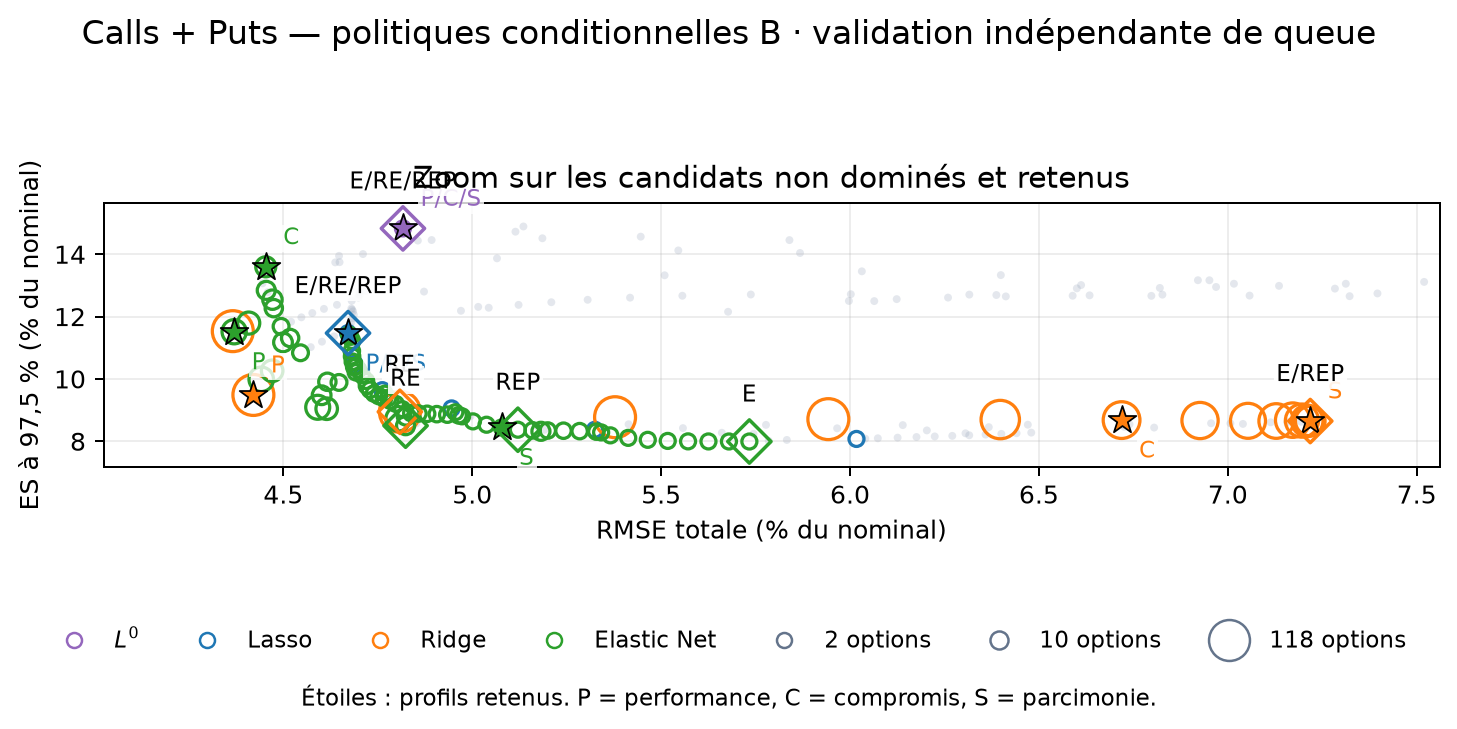 Calls + Puts — politiques conditionnelles B · validation indépendante de queue
Zoom sur les candidats non dominés et retenus
E/RE/REP
P/C/S
C
E/RE/REP
P
P
RE
RE
REP
S
E
C
E/REP
S
ES à 97,5 % (% du nominal)
14
12
10
8
4.5
5.0
5.5
6.0
6.5
7.0
7.5
RMSE totale (% du nominal)
L⁰
Lasso
Ridge
Elastic Net
2 options
10 options
118 options
Étoiles : profils retenus. P = performance, C = compromis, S = parcimonie.